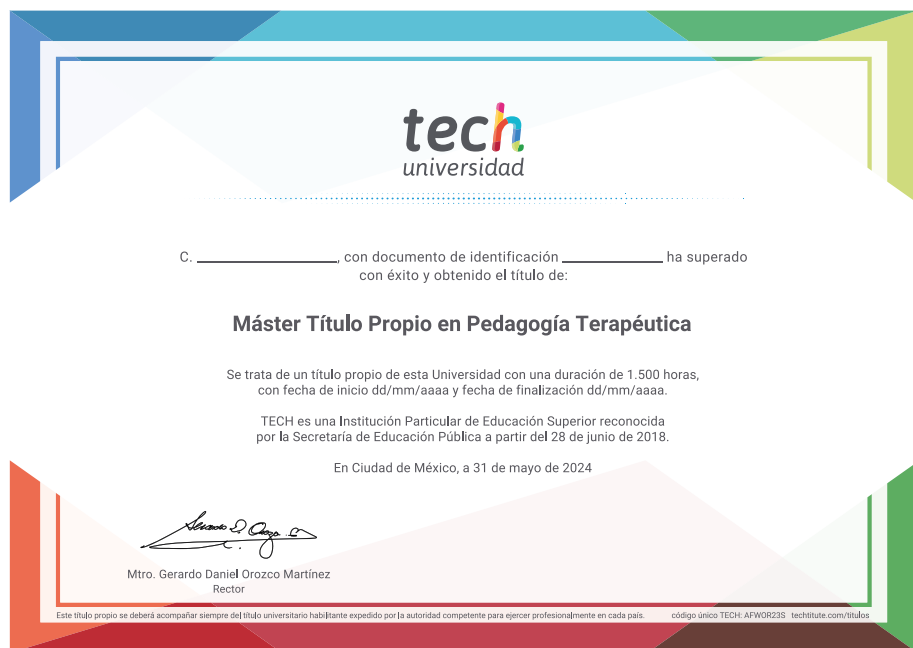 tech
universidad
C. ____________, con documento de identificación ____________ ha superado
con éxito y obtenido el título de:
Máster Título Propio en Pedagogía Terapéutica
Se trata de un título propio de esta Universidad con una duración de 1.500 horas,
con fecha de inicio dd/mm/aaaa y fecha de finalización dd/mm/aaaa.
TECH es una Institución Particular de Educación Superior reconocida
por la Secretaría de Educación Pública a partir del 28 de junio de 2018.
En Ciudad de México, a 31 de mayo de 2024
Mtro. Gerardo Daniel Orozco Martínez
Rector
Este título propio se deberá acompañar siempre del título universitario habilitante expedido por la autoridad competente para ejercer profesionalmente en cada país. código único TECH: AFWOR23S techtitute.com/titulos